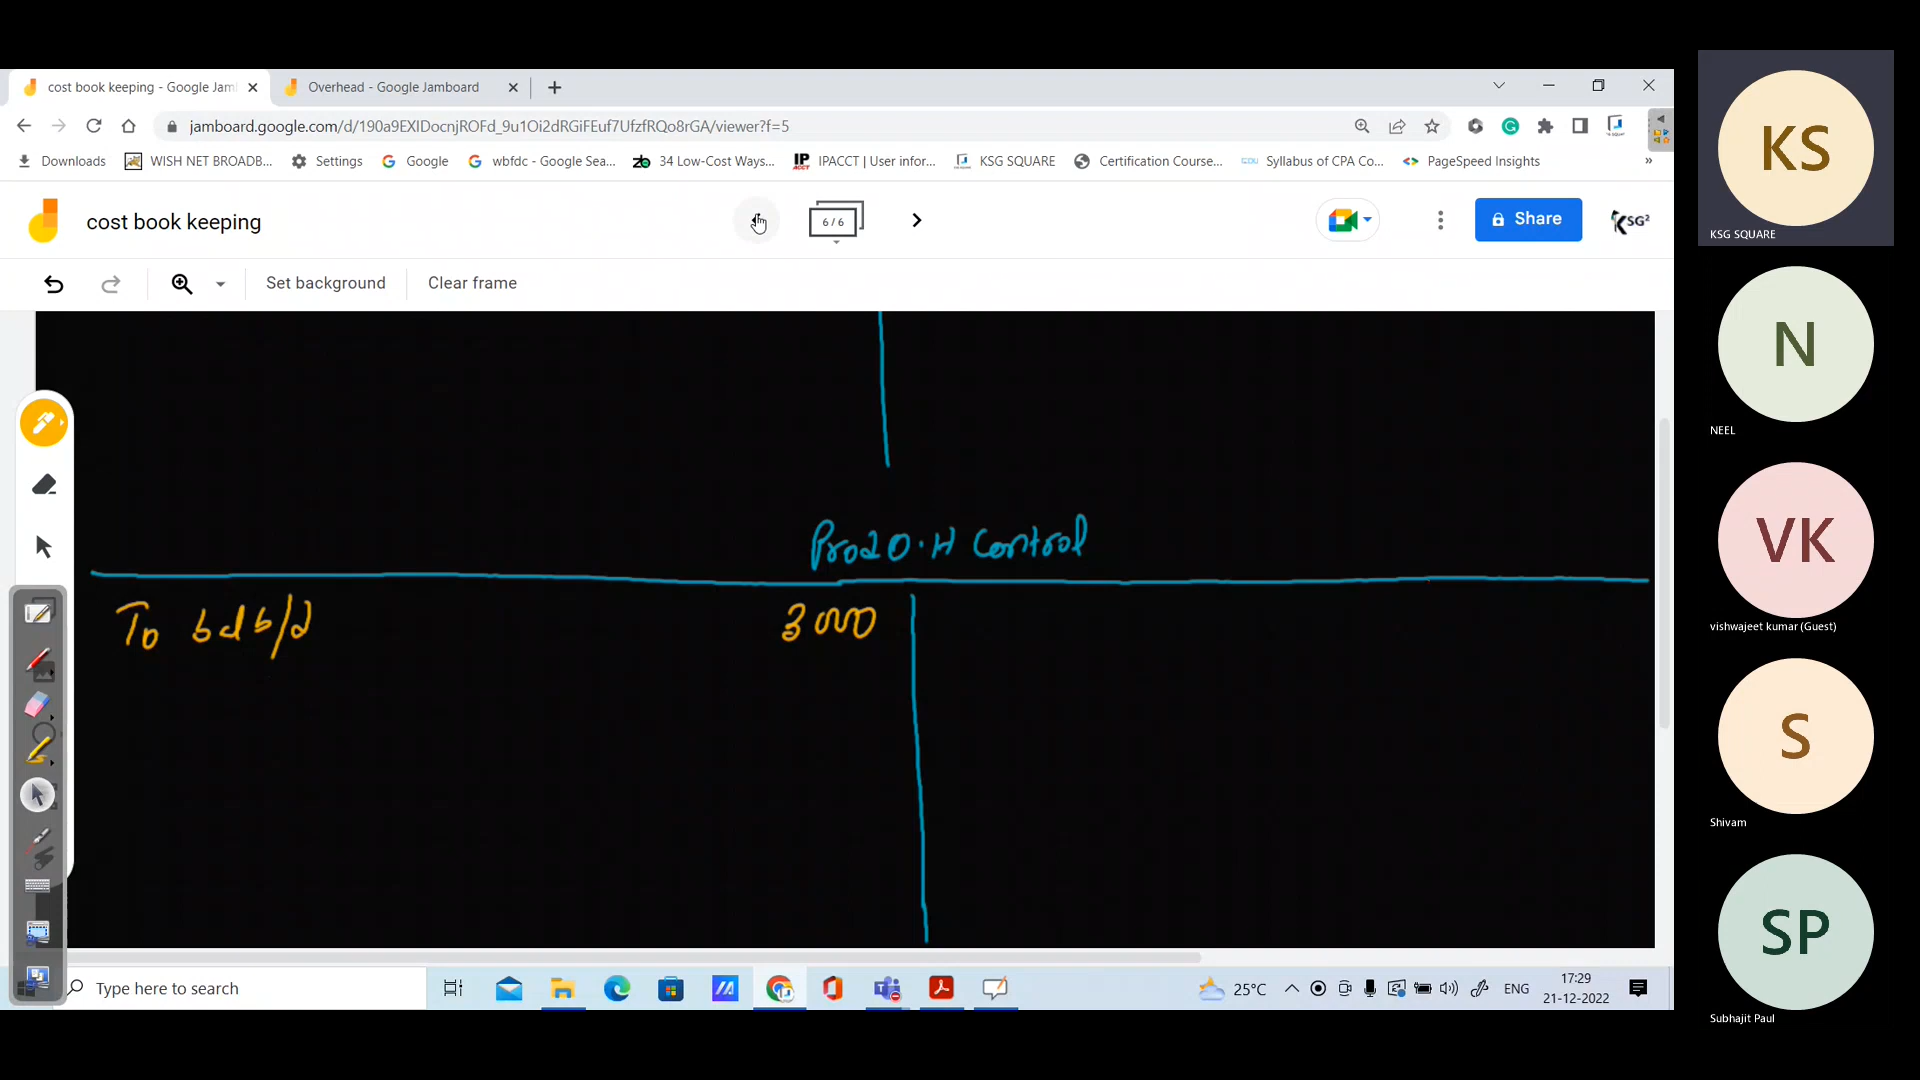 cost book keeping - Google Jam
Overhead - Google Jamboard
jamboard.google.com/d/190a9EXIDocnjROFd_9u1Oi2dRGiFEuf7UfzfRQo8rGA/viewer?f=5
Downloads WISH NET BROADB... Settings Google wbfdc - Google Sea... 34 Low-Cost Ways... IPACCT | User infor... KSG SQUARE Certification Course... Syllabus of CPA Co... PageSpeed Insights »
cost book keeping
6 / 6
Share
KSG²
Set background
Clear frame
Prod O.H Control
To bal b/d 3000
Type here to search
25°C
ENG
17:29
21-12-2022
KS
KSG SQUARE
N
NEEL
VK
vishwajeet kumar (Guest)
S
Shivam
SP
Subhajit Paul